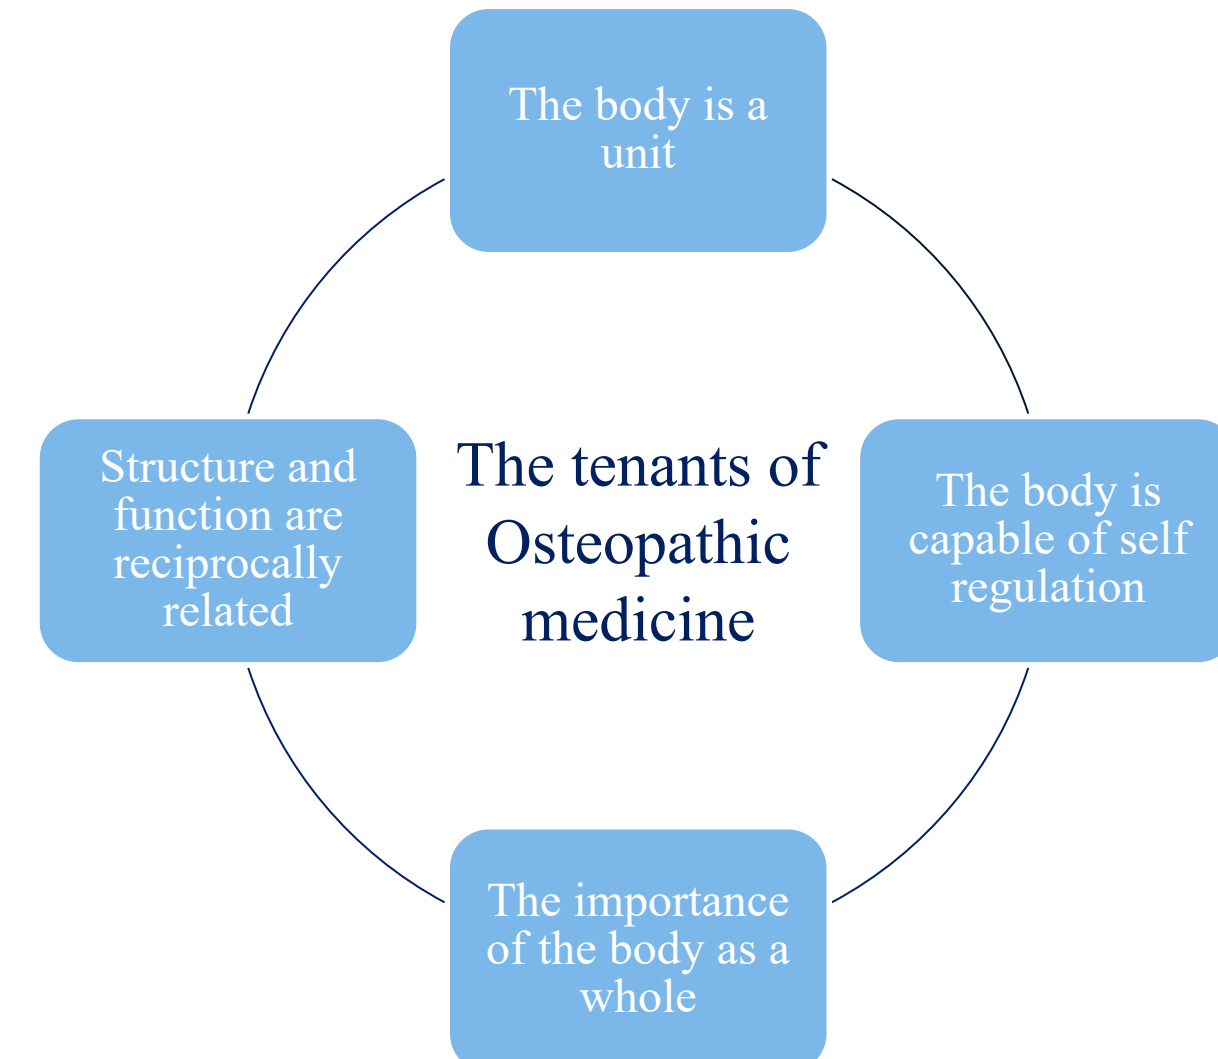 The body is a
unit
Structure and
function are
reciprocally
related
The tenants of
Osteopathic
medicine
The body is
capable of self
regulation
The importance
of the body as a
whole